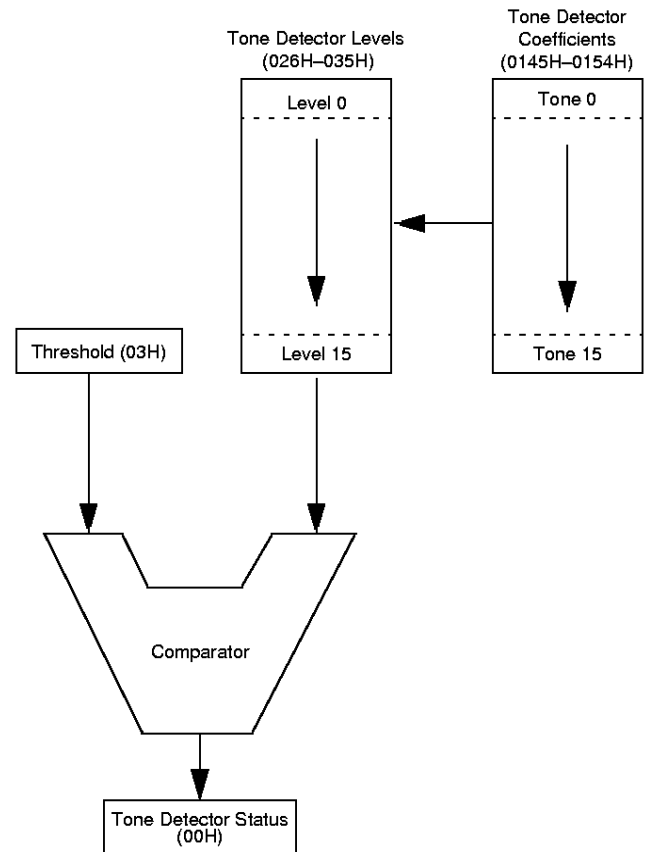 Tone Detector Levels
(026H–035H)
Tone Detector
Coefficients
(0145H–0154H)
Level 0
Tone 0
Threshold (03H)
Level 15
Tone 15
Comparator
Tone Detector Status
(00H)